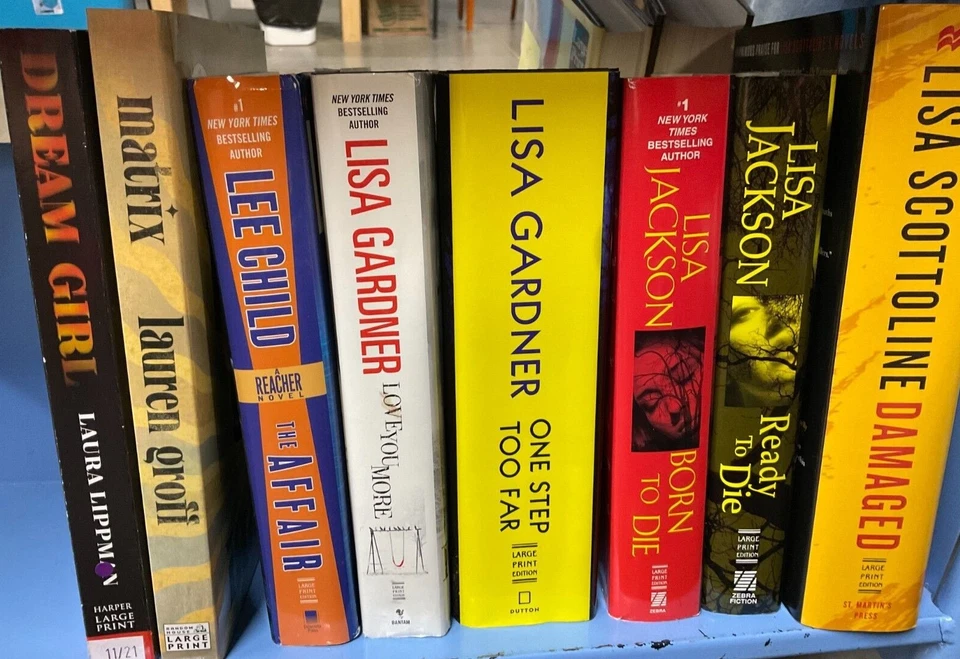 DREAM GIRL
LAURA LIPPMAN
HARPER
LARGE
PRINT
11/21
matrix
lauren groff
RANDOM
HOUSE
LARGE
PRINT
#1
NEW YORK TIMES
BESTSELLING
AUTHOR
LEE CHILD
A
REACHER
NOVEL
THE AFFAIR
LARGE
PRINT
EDITION
NEW YORK TIMES
BESTSELLING
AUTHOR
LISA GARDNER
LOVE YOU MORE
BANTAM
LISA GARDNER
ONE STEP
TOO FAR
LARGE
PRINT
EDITION
DUTTON
#1
NEW YORK
TIMES
BESTSELLING
AUTHOR
LISA
JACKSON
BORN
TO DIE
LARGE
PRINT
EDITION
ZEBRA
LISA
JACKSON
Ready
To Die
LARGE
PRINT
EDITION
ZEBRA
FICTION
LISA SCOTTOLINE
DAMAGED
LARGE
PRINT
EDITION
ST. MARTIN'S
PRESS